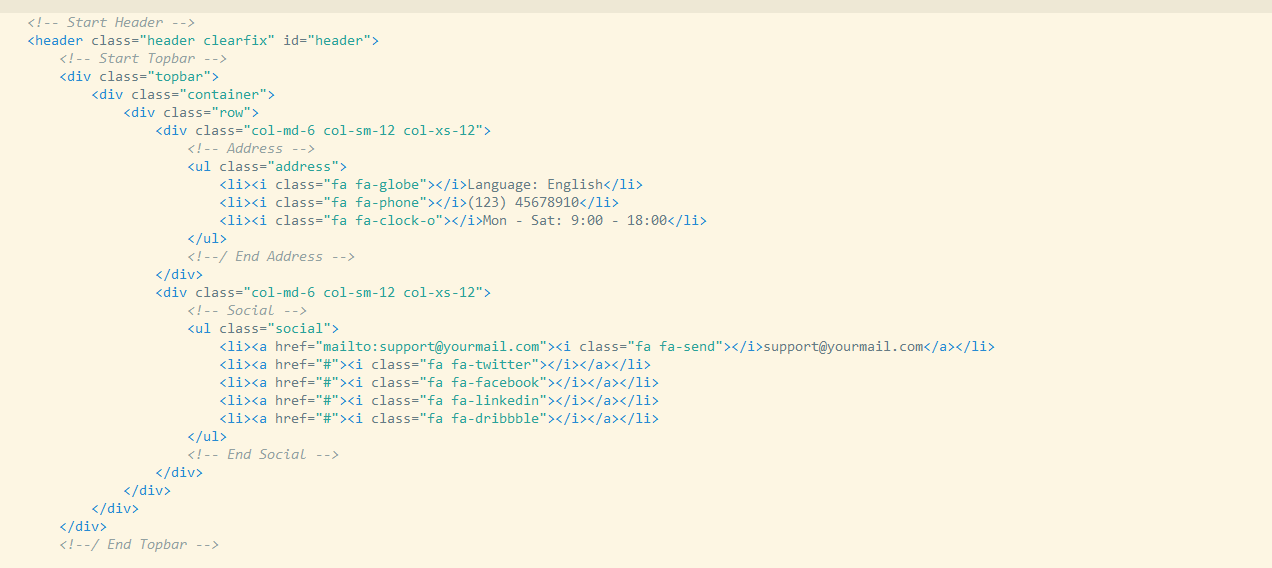 <!-- Start Header -->
<header class="header clearfix" id="header">
<!-- Start Topbar -->
<div class="topbar">
<div class="container">
<div class="row">
<div class="col-md-6 col-sm-12 col-xs-12">
<!-- Address -->
<ul class="address">
<li><i class="fa fa-globe"></i>Language: English</li>
<li><i class="fa fa-phone"></i>(123) 45678910</li>
<li><i class="fa fa-clock-o"></i>Mon - Sat: 9:00 - 18:00</li>
</ul>
<!--/ End Address -->
</div>
<div class="col-md-6 col-sm-12 col-xs-12">
<!-- Social -->
<ul class="social">
<li><a href="mailto:support@yourmail.com"><i class="fa fa-send"></i>support@yourmail.com</a></li>
<li><a href="#"><i class="fa fa-twitter"></i></a></li>
<li><a href="#"><i class="fa fa-facebook"></i></a></li>
<li><a href="#"><i class="fa fa-linkedin"></i></a></li>
<li><a href="#"><i class="fa fa-dribbble"></i></a></li>
</ul>
<!-- End Social -->
</div>
</div>
</div>
</div>
<!--/ End Topbar -->